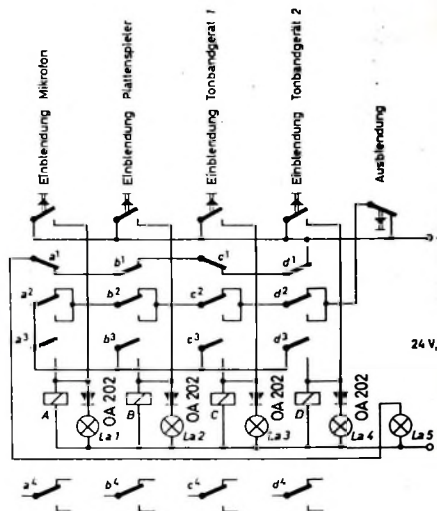 Einblendung Mikrofon
Einblendung Plattenspieler
Einblendung Tonbandgerät 1
Einblendung Tonbandgerät 2
Ausblendung
a¹ b¹ c¹ d¹
a² b² c² d²
a³ b³ c³ d³
24 V
A B C D
OA 202 OA 202 OA 202 OA 202
La 1 La 2 La 3 La 4 La 5
a⁴ b⁴ c⁴ d⁴